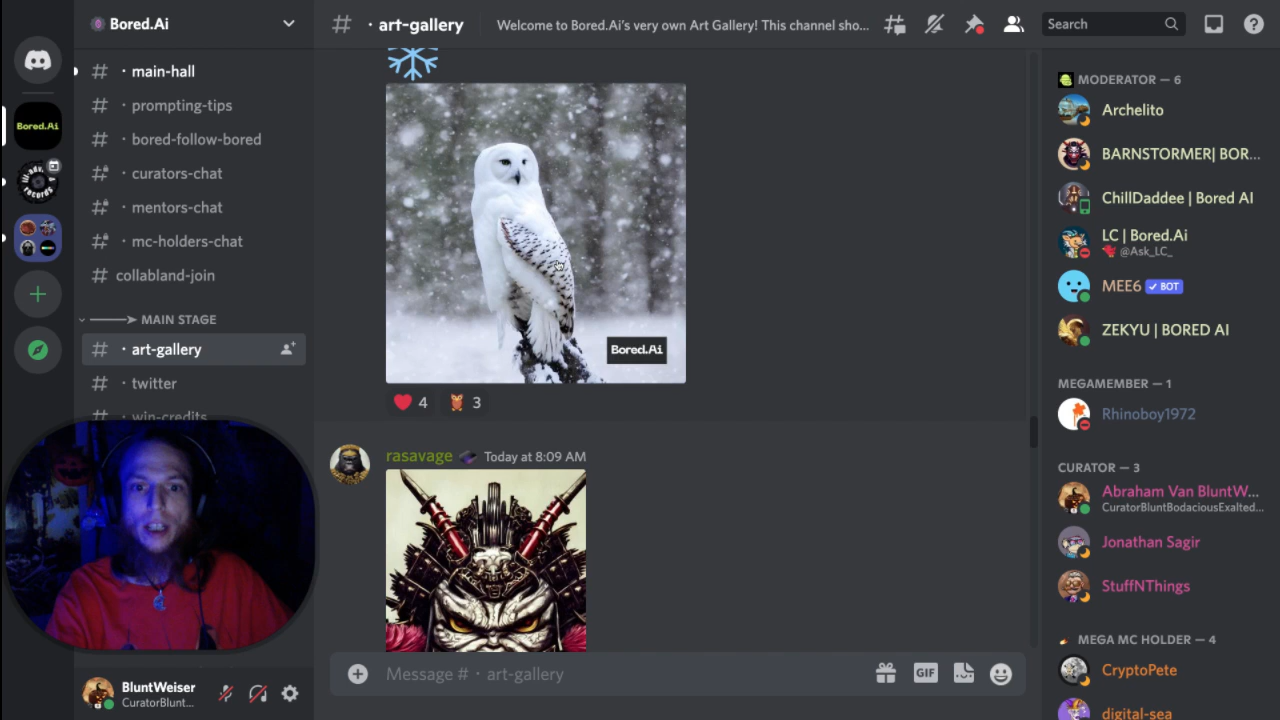 Bored.Ai
# · art-gallery
Welcome to Bored.Ai's very own Art Gallery! This channel sho...
Search
Bored.Ai
# · main-hall
# · prompting-tips
# · bored-follow-bored
# · curators-chat
# · mentors-chat
# · mc-holders-chat
# collabland-join
MAIN STAGE
# · art-gallery
# · twitter
# · win-credits
BluntWeiser
CuratorBlunt...
Bored.Ai
4
3
rasavage Today at 8:09 AM
Message # · art-gallery
GIF
MODERATOR — 6
Archelito
BARNSTORMER| BOR...
ChillDaddee | Bored AI
LC | Bored.Ai
@Ask_LC_
MEE6 ✓ BOT
ZEKYU | BORED AI
MEGAMEMBER — 1
Rhinoboy1972
CURATOR — 3
Abraham Van BluntW...
CuratorBluntBodaciousExalted...
Jonathan Sagir
StuffNThings
MEGA MC HOLDER — 4
CryptoPete
digital-sea